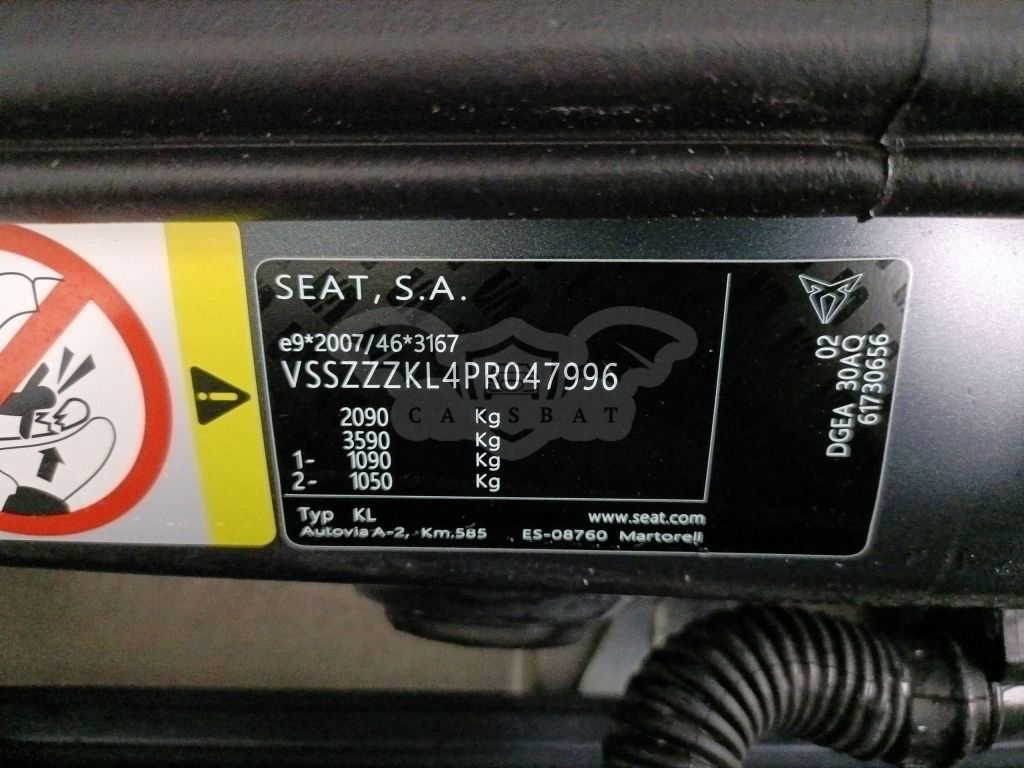 SEAT, S.A.
e9*2007/46*3167
VSSZZZKL4PR047996
2090 Kg
3590 Kg
1- 1090 Kg
2- 1050 Kg
Typ KL www.seat.com
Autovia A-2, Km.585 ES-08760 Martorell
02
DGEA 30AQ
61730656
CARSBAT